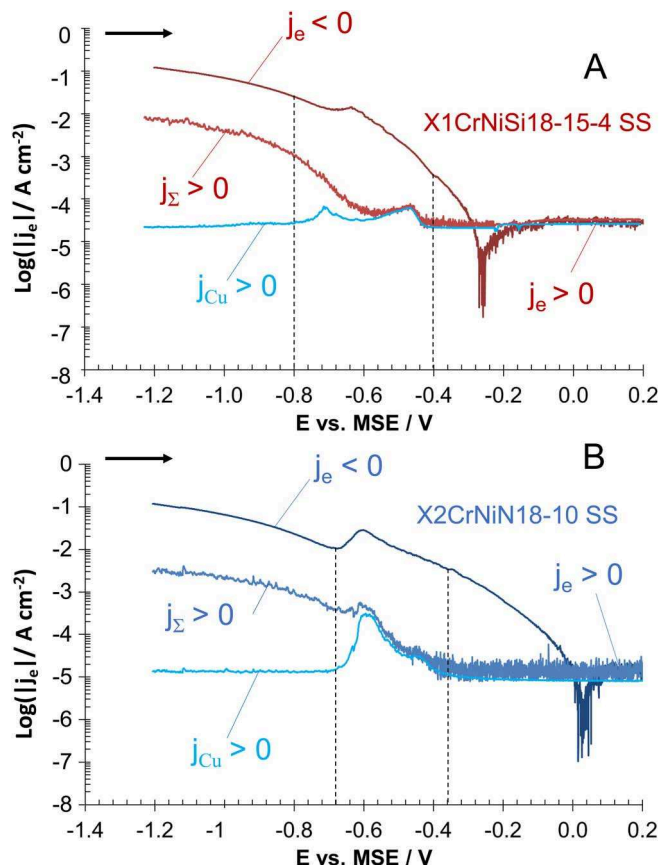 A
X1CrNiSi18-15-4 SS
j_e < 0
j_Σ > 0
j_Cu > 0
j_e > 0
Log(|j_e| / A cm⁻²)
0
-1
-2
-3
-4
-5
-6
-7
-8
-1.4 -1.2 -1.0 -0.8 -0.6 -0.4 -0.2 0.0 0.2
E vs. MSE / V
B
X2CrNiN18-10 SS
j_e < 0
j_e > 0
j_Σ > 0
j_Cu > 0
Log(|j_e| / A cm⁻²)
0
-1
-2
-3
-4
-5
-6
-7
-8
-1.4 -1.2 -1.0 -0.8 -0.6 -0.4 -0.2 0.0 0.2
E vs. MSE / V